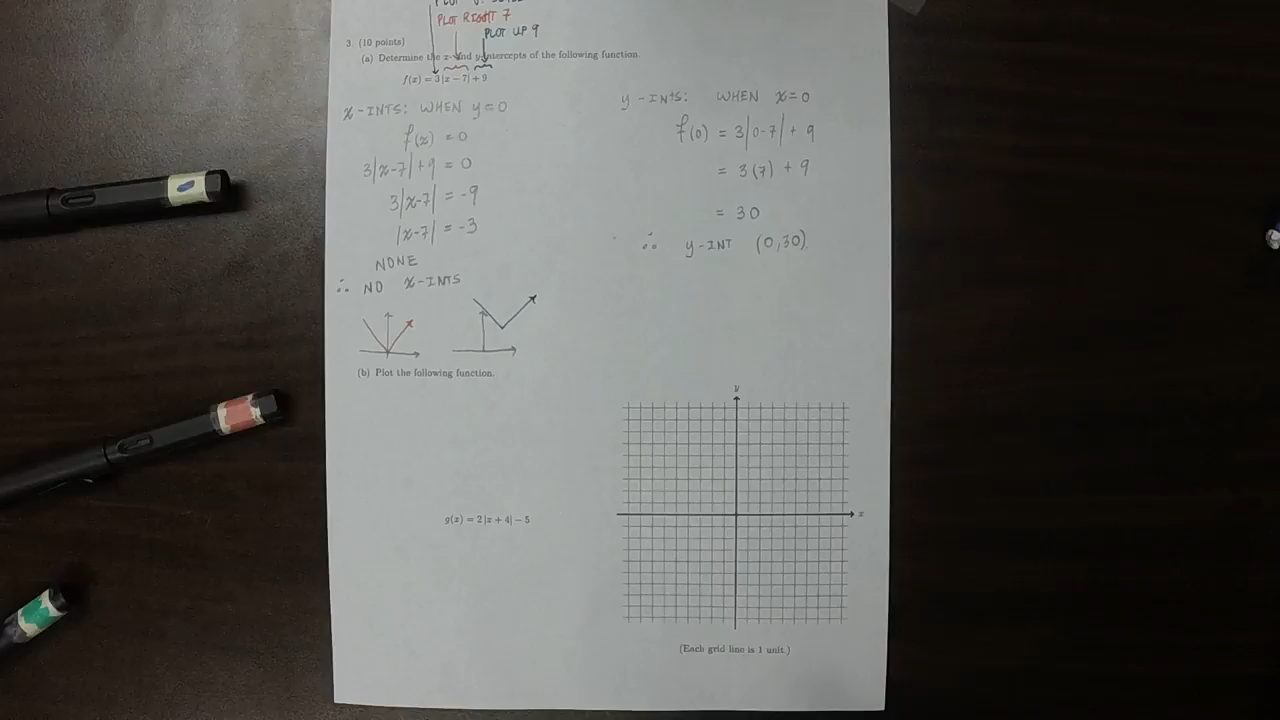 PLOT RIGHT 7
PLOT UP 9
3. (10 points)
(a) Determine the x- and y-intercepts of the following function.
f(x) = 3|x − 7| + 9
x-INTS: WHEN y=0
f(x) = 0
3|x-7|+9 = 0
3|x-7| = -9
|x-7| = -3
NONE
∴ NO x-INTS
y-INTS: WHEN x=0
f(0) = 3|0-7| + 9
= 3(7) + 9
= 30
∴ y-INT (0,30)
(b) Plot the following function.
g(x) = 2|x + 4| − 5
y
x
(Each grid line is 1 unit.)